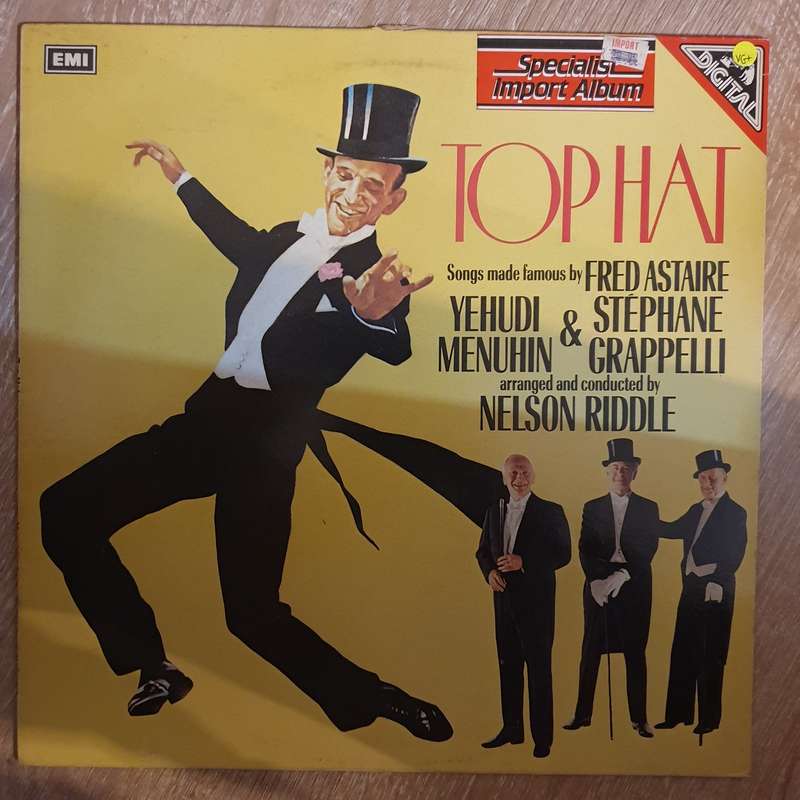 EMI
IMPORT
Specialist
Import Album
VG+
DIGITAL
TOP HAT
Songs made famous by FRED ASTAIRE
YEHUDI MENUHIN & STÉPHANE GRAPPELLI
arranged and conducted by
NELSON RIDDLE